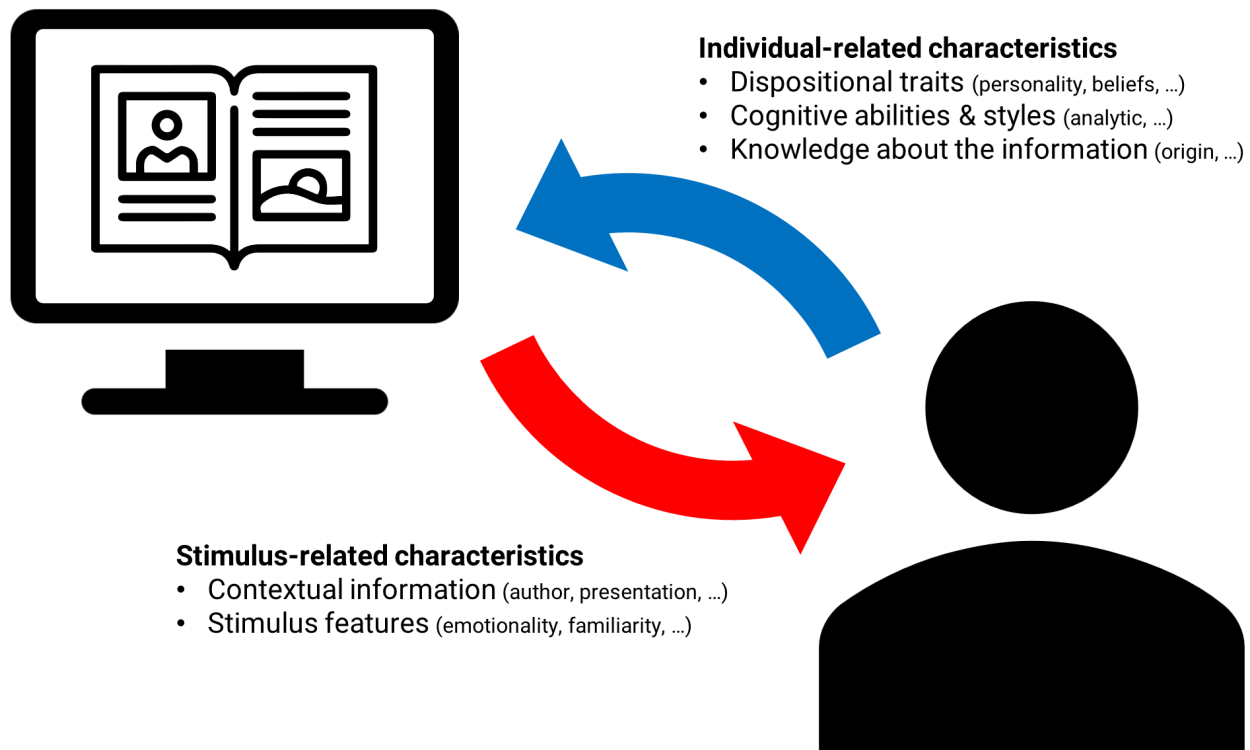 Individual-related characteristics
• Dispositional traits (personality, beliefs, ...)
• Cognitive abilities & styles (analytic, ...)
• Knowledge about the information (origin, ...)
Stimulus-related characteristics
• Contextual information (author, presentation, ...)
• Stimulus features (emotionality, familiarity, ...)